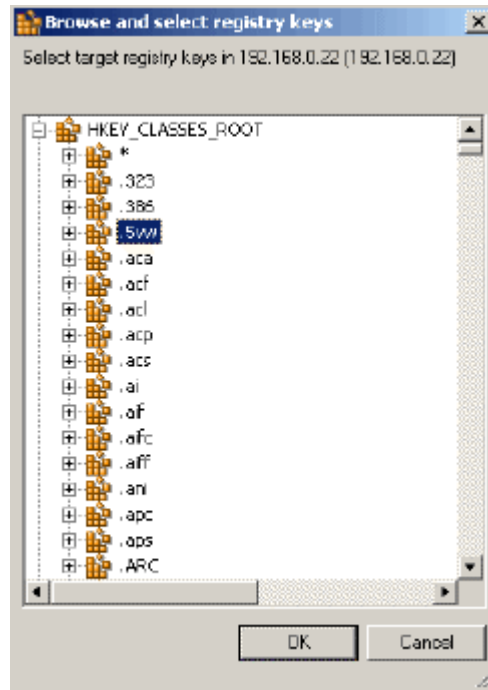 Browse and select registry keys
Select target registry keys in 192.168.0.22 (192.168.0.22)
HKEY_CLASSES_ROOT
*
.323
.386
.5vw
.aca
.acf
.acl
.acp
.acs
.ai
.aif
.aifc
.aiff
.ani
.apc
.aps
.ARC
OK
Cancel